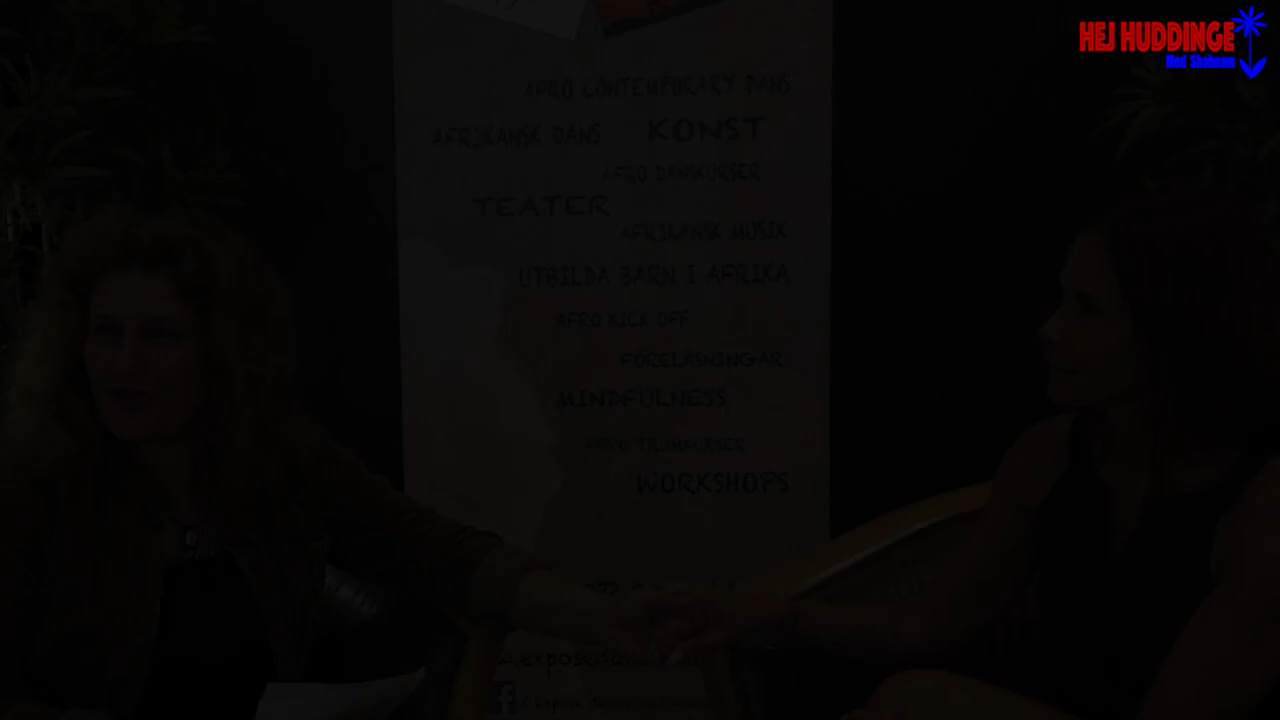 HEJ HUDDINGE
Med Shahnam
AFRO CONTEMPORARY DANS
AFRIKANSK DANS KONST
AFRO DANSKURSER
TEATER
AFRIKANSK MUSIK
UTBILDA BARN I AFRIKA
AFRO KICK OFF
FÖRELÄSNINGAR
MINDFULNESS
AFRO TRUMKURSER
WORKSHOPS